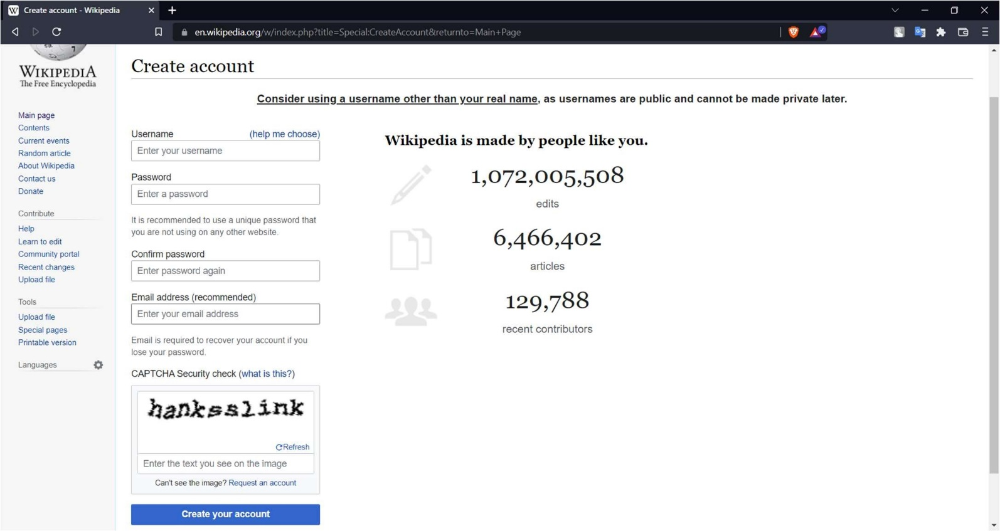 Create account - Wikipedia
en.wikipedia.org/w/index.php?title=Special:CreateAccount&returnto=Main+Page
WIKIPEDIA
The Free Encyclopedia
Main page
Contents
Current events
Random article
About Wikipedia
Contact us
Donate
Contribute
Help
Learn to edit
Community portal
Recent changes
Upload file
Tools
Upload file
Special pages
Printable version
Languages
Create account
Consider using a username other than your real name, as usernames are public and cannot be made private later.
Username (help me choose)
Enter your username
Password
Enter a password
It is recommended to use a unique password that
you are not using on any other website.
Confirm password
Enter password again
Email address (recommended)
Enter your email address
Email is required to recover your account if you
lose your password.
CAPTCHA Security check (what is this?)
hanksslink
Refresh
Enter the text you see on the image
Can't see the image? Request an account
Create your account
Wikipedia is made by people like you.
1,072,005,508
edits
6,466,402
articles
129,788
recent contributors